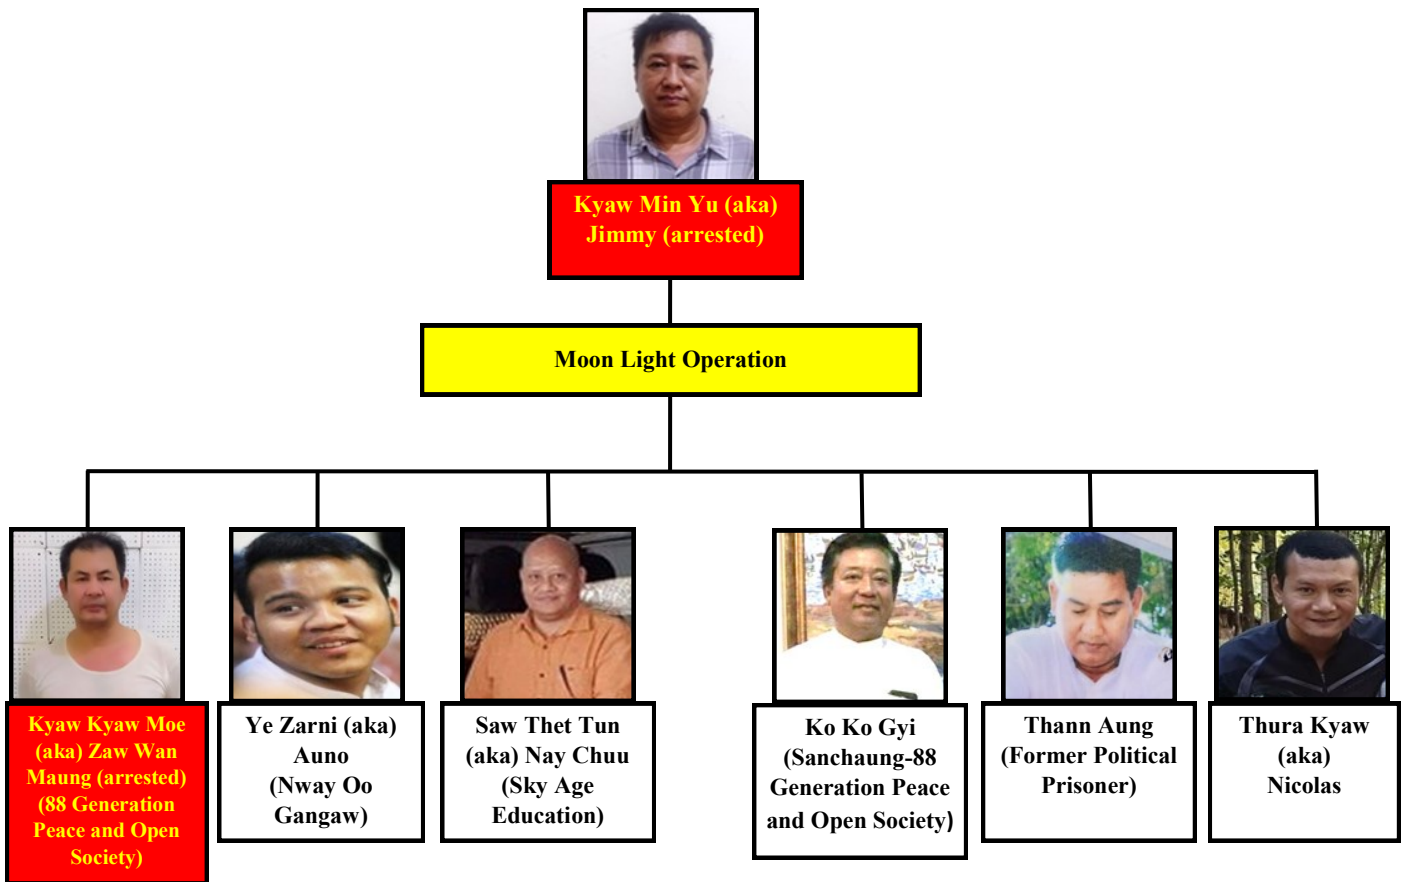 Kyaw Min Yu (aka)
Jimmy (arrested)
Moon Light Operation
Kyaw Kyaw Moe
(aka) Zaw Wan
Maung (arrested)
(88 Generation
Peace and Open
Society)
Ye Zarni (aka)
Auno
(Nway Oo
Gangaw)
Saw Thet Tun
(aka) Nay Chuu
(Sky Age
Education)
Ko Ko Gyi
(Sanchaung-88
Generation Peace
and Open Society)
Thann Aung
(Former Political
Prisoner)
Thura Kyaw
(aka)
Nicolas